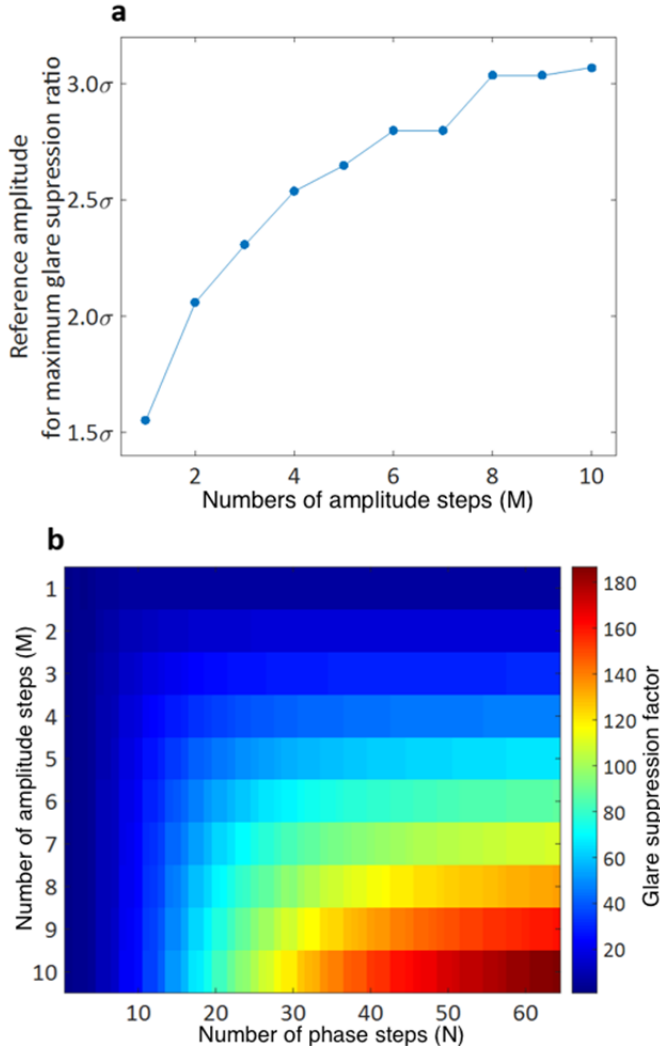 a
Reference amplitude
for maximum glare supression ratio
3.0σ
2.5σ
2.0σ
1.5σ
2 4 6 8 10
Numbers of amplitude steps (M)
b
Number of amplitude steps (M)
1
2
3
4
5
6
7
8
9
10
10 20 30 40 50 60
Number of phase steps (N)
180
160
140
120
100
80
60
40
20
Glare suppression factor